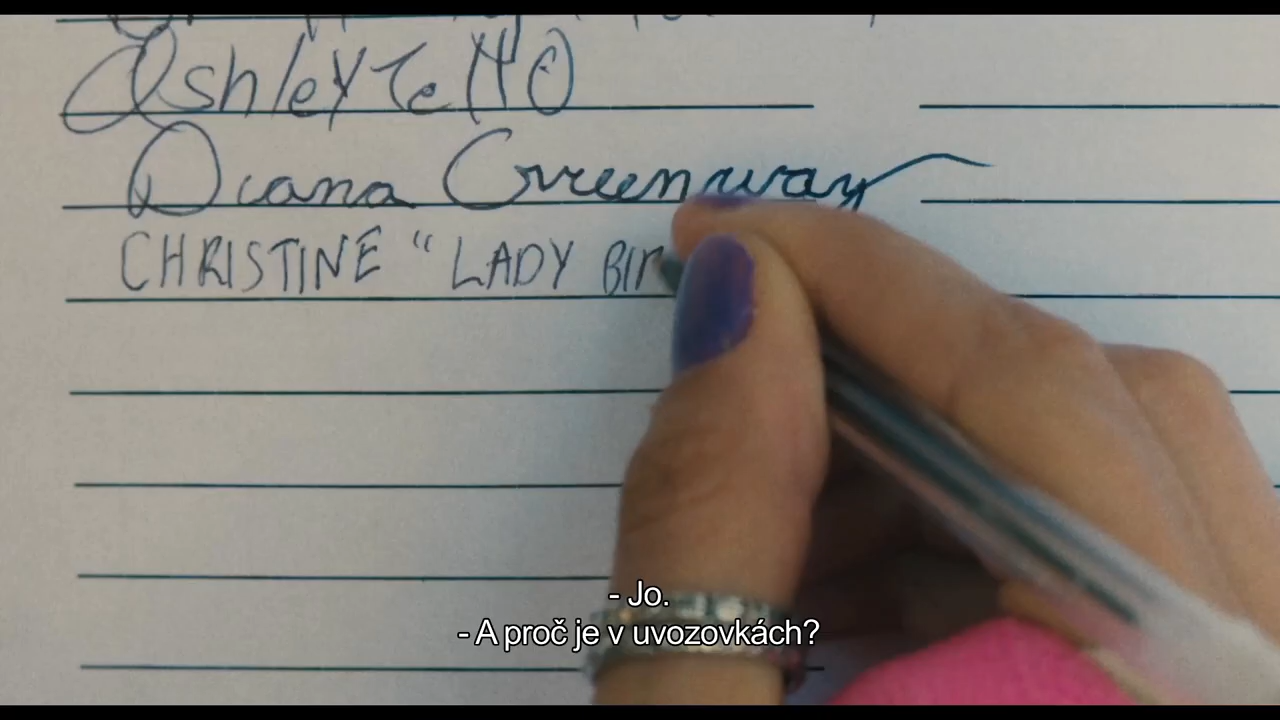 Ashley Tello
Diana Greenway
CHRISTINE “LADY BIr
- Jo.
- A proč je v uvozovkách?